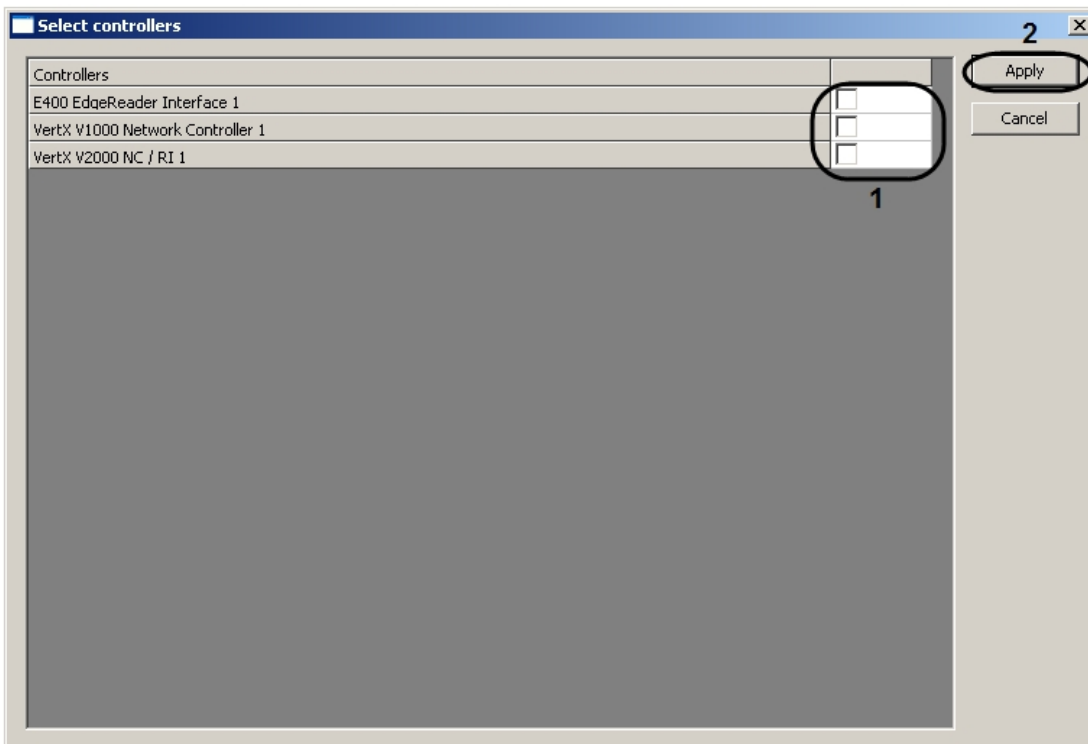 Select controllers
2
Controllers
Apply
E400 EdgeReader Interface 1
VertX V1000 Network Controller 1
Cancel
VertX V2000 NC / RI 1
1